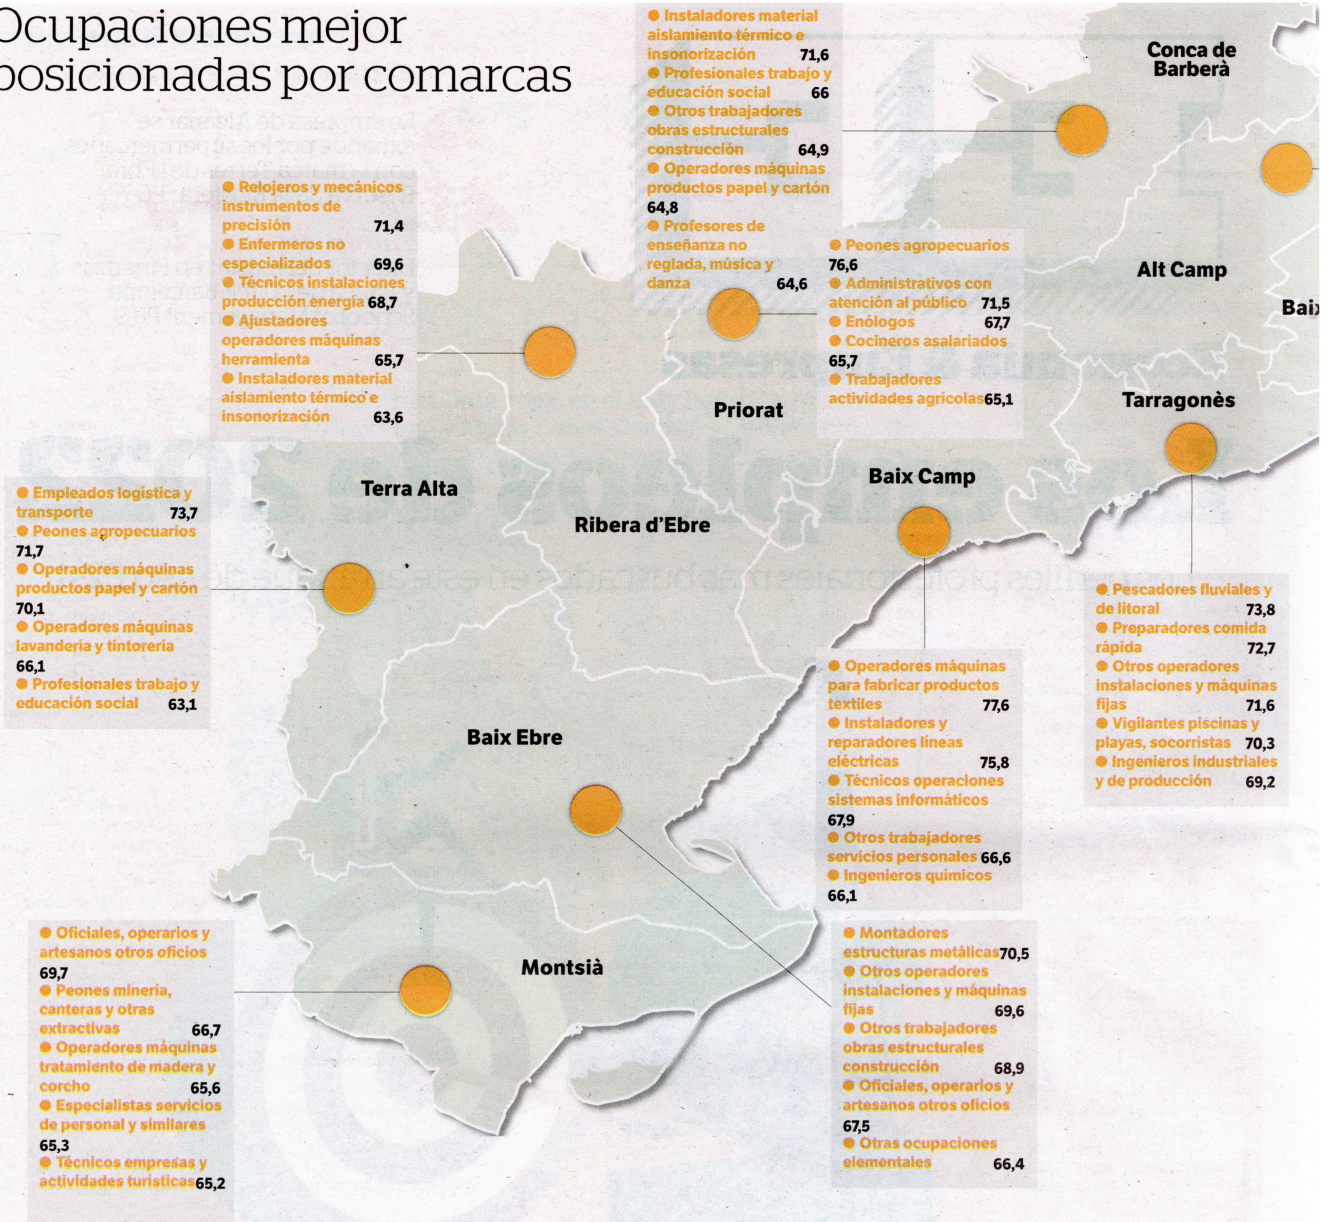 Ocupaciones mejor
posicionadas por comarcas
● Instaladores material
aislamiento térmico e
insonorización 71,6
● Profesionales trabajo y
educación social 66
● Otros trabajadores
obras estructurales
construcción 64,9
● Operadores máquinas
productos papel y cartón
64,8
● Profesores de
enseñanza no
reglada, música y
danza 64,6
Conca de
Barberà
● Relojeros y mecánicos
instrumentos de
precisión 71,4
● Enfermeros no
especializados 69,6
● Técnicos instalaciones
producción energía 68,7
● Ajustadores
operadores máquinas
herramienta 65,7
● Instaladores material
aislamiento térmico e
insonorización 63,6
● Peones agropecuarios
76,6
● Administrativos con
atención al público 71,5
● Enólogos 67,7
● Cocineros asalariados
65,7
● Trabajadores
actividades agrícolas 65,1
Alt Camp
Baix
Priorat
Tarragonès
Terra Alta
Baix Camp
Ribera d'Ebre
● Empleados logística y
transporte 73,7
● Peones agropecuarios
71,7
● Operadores máquinas
productos papel y cartón
70,1
● Operadores máquinas
lavandería y tintorería
66,1
● Profesionales trabajo y
educación social 63,1
● Pescadores fluviales y
de litoral 73,8
● Preparadores comida
rápida 72,7
● Otros operadores
instalaciones y máquinas
fijas 71,6
● Vigilantes piscinas y
playas, socorristas 70,3
● Ingenieros industriales
y de producción 69,2
● Operadores máquinas
para fabricar productos
textiles 77,6
● Instaladores y
reparadores líneas
eléctricas 75,8
● Técnicos operaciones
sistemas informáticos
67,9
● Otros trabajadores
servicios personales 66,6
● Ingenieros químicos
66,1
Baix Ebre
Montsià
● Oficiales, operarios y
artesanos otros oficios
69,7
● Peones minería,
canteras y otras
extractivas 66,7
● Operadores máquinas
tratamiento de madera y
corcho 65,6
● Especialistas servicios
de personal y similares
65,3
● Técnicos empresas y
actividades turísticas 65,2
● Montadores
estructuras metálicas 70,5
● Otros operadores
instalaciones y máquinas
fijas 69,6
● Otros trabajadores
obras estructurales
construcción 68,9
● Oficiales, operarios y
artesanos otros oficios
67,5
● Otras ocupaciones
elementales 66,4